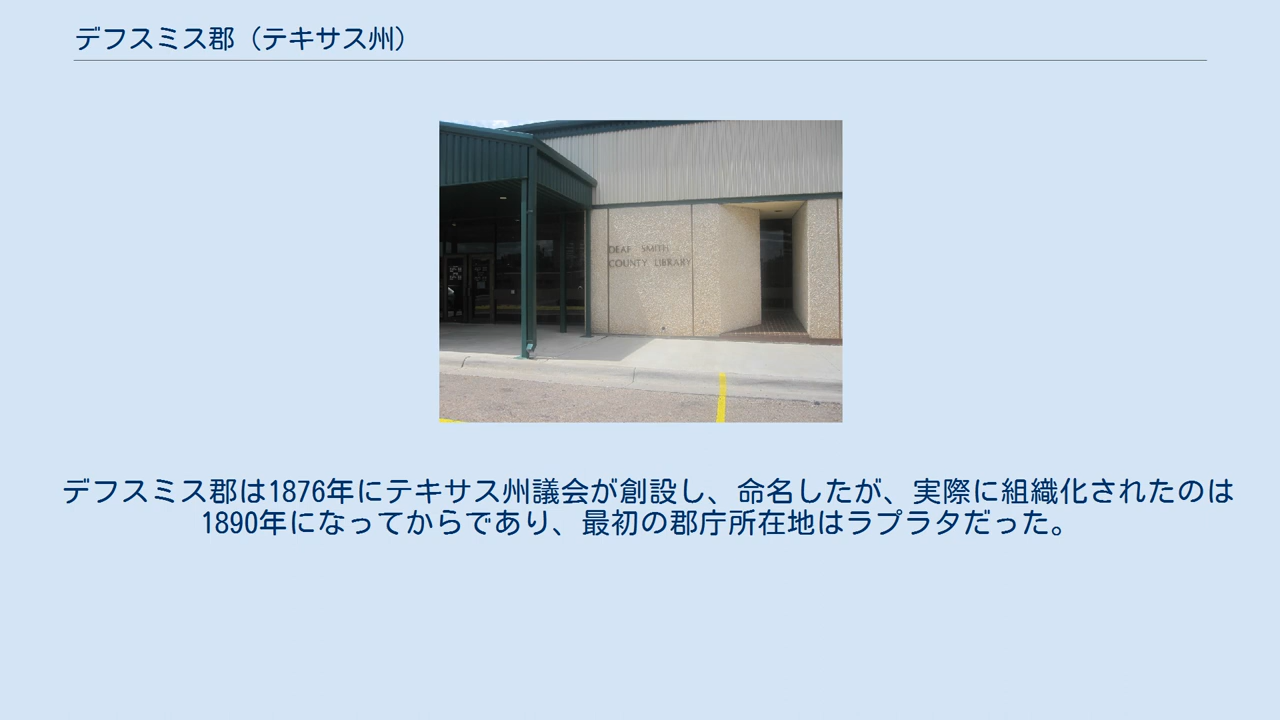 デフスミス郡（テキサス州）
DEAF SMITH
COUNTY LIBRARY
デフスミス郡は1876年にテキサス州議会が創設し、命名したが、実際に組織化されたのは
1890年になってからであり、最初の郡庁所在地はラプラタだった。